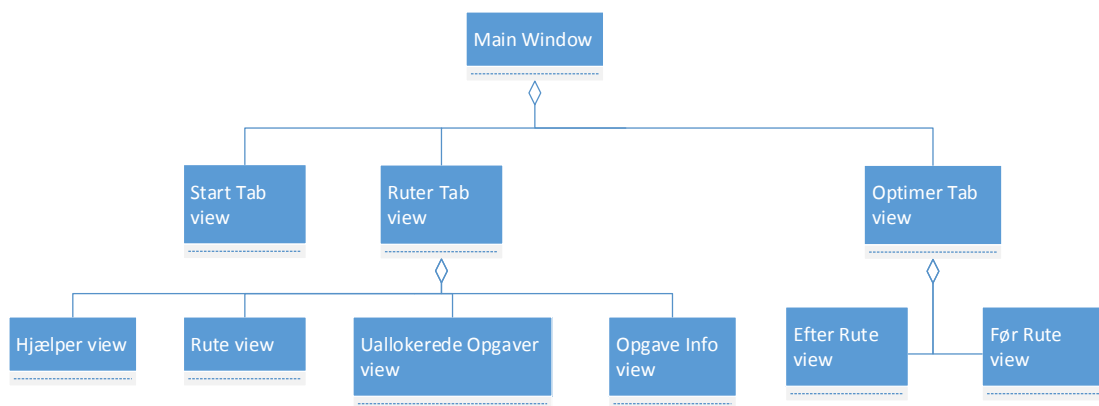 Main Window
Start Tab
view
Ruter Tab
view
Optimer Tab
view
Hjælper view
Rute view
Uallokerede Opgaver
view
Opgave Info
view
Efter Rute
view
Før Rute
view